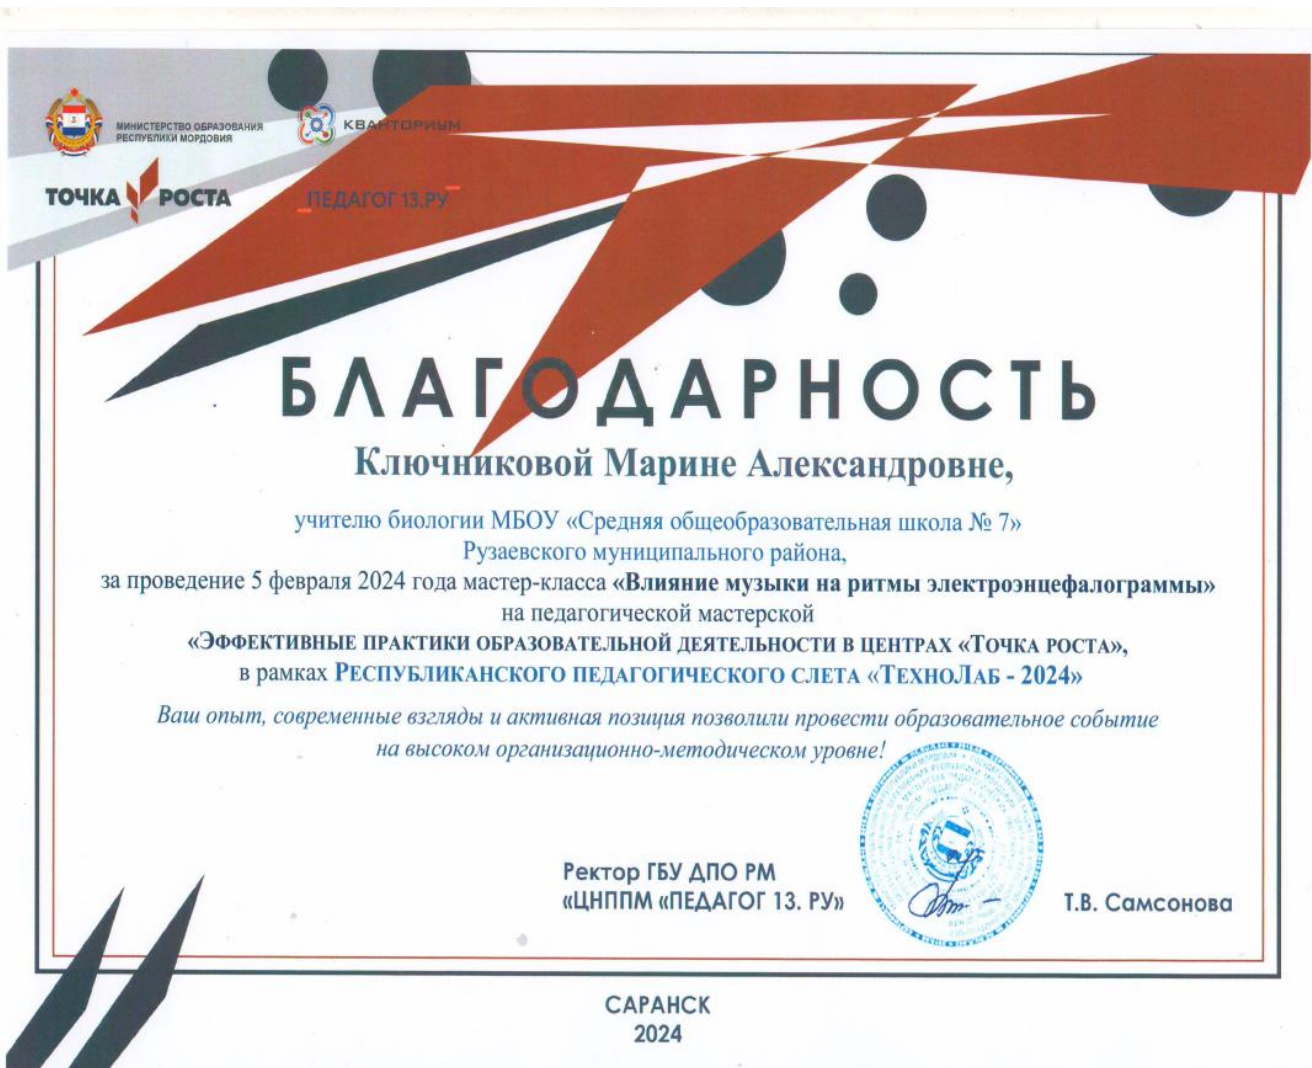 МИНИСТЕРСТВО ОБРАЗОВАНИЯ
РЕСПУБЛИКИ МОРДОВИЯ
КВАНТОРИУМ
ТОЧКА РОСТА
_ПЕДАГОГ13.РУ‾
БЛАГОДАРНОСТЬ
Ключниковой Марине Александровне,
учителю биологии МБОУ «Средняя общеобразовательная школа № 7»
Рузаевского муниципального района,
за проведение 5 февраля 2024 года мастер-класса «Влияние музыки на ритмы электроэнцефалограммы»
на педагогической мастерской
«ЭФФЕКТИВНЫЕ ПРАКТИКИ ОБРАЗОВАТЕЛЬНОЙ ДЕЯТЕЛЬНОСТИ В ЦЕНТРАХ «ТОЧКА РОСТА»,
в рамках РЕСПУБЛИКАНСКОГО ПЕДАГОГИЧЕСКОГО СЛЕТА «ТЕХНОЛАБ - 2024»
Ваш опыт, современные взгляды и активная позиция позволили провести образовательное событие
на высоком организационно-методическом уровне!
Ректор ГБУ ДПО РМ
«ЦНППМ «ПЕДАГОГ 13. РУ»
Т.В. Самсонова
САРАНСК
2024